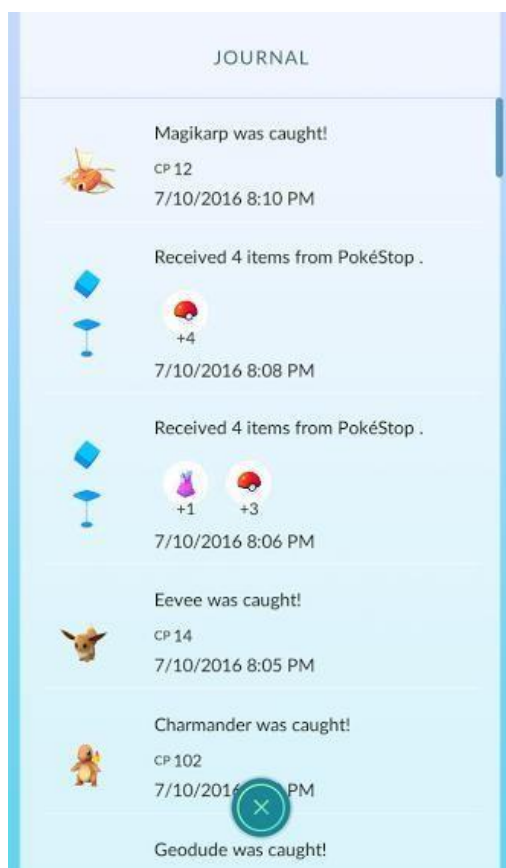 JOURNAL
Magikarp was caught!
CP 12
7/10/2016 8:10 PM
Received 4 items from PokéStop .
+4
7/10/2016 8:08 PM
Received 4 items from PokéStop .
+1 +3
7/10/2016 8:06 PM
Eevee was caught!
CP 14
7/10/2016 8:05 PM
Charmander was caught!
CP 102
PM
Geodude was caught!